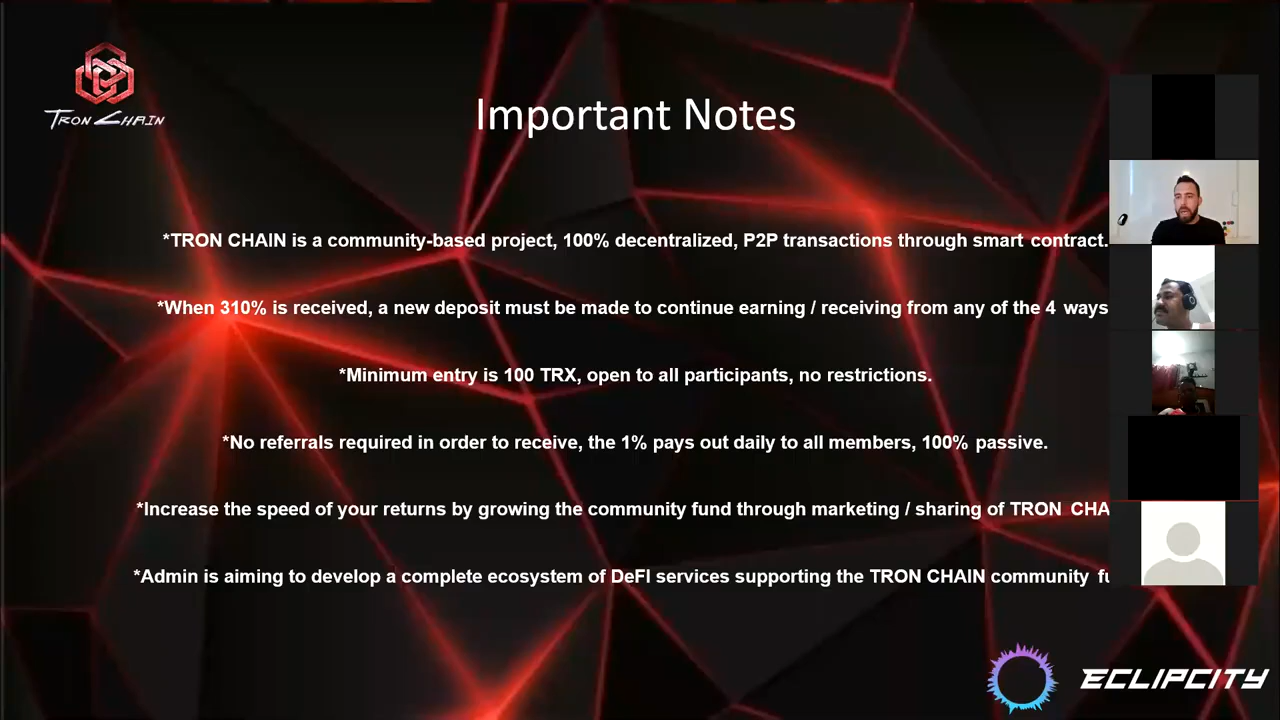 TRON CHAIN
Important Notes
*TRON CHAIN is a community-based project, 100% decentralized, P2P transactions through smart contract.
*When 310% is received, a new deposit must be made to continue earning / receiving from any of the 4 ways
*Minimum entry is 100 TRX, open to all participants, no restrictions.
*No referrals required in order to receive, the 1% pays out daily to all members, 100% passive.
*Increase the speed of your returns by growing the community fund through marketing / sharing of TRON CHA
*Admin is aiming to develop a complete ecosystem of DeFI services supporting the TRON CHAIN community fu
ECLIPCITY